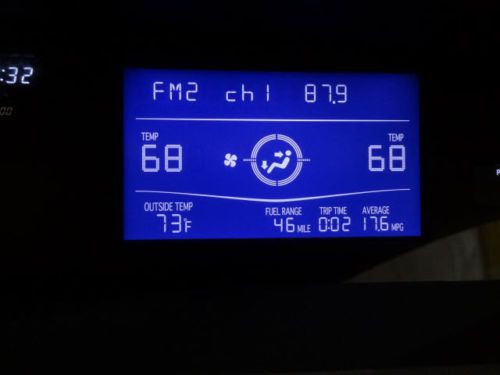 :32
FM2 ch1 87.9
TEMP TEMP
68 68
OUTSIDE TEMP FUEL RANGE TRIP TIME AVERAGE
73°F 46 MILE 0:02 17.6 MPG